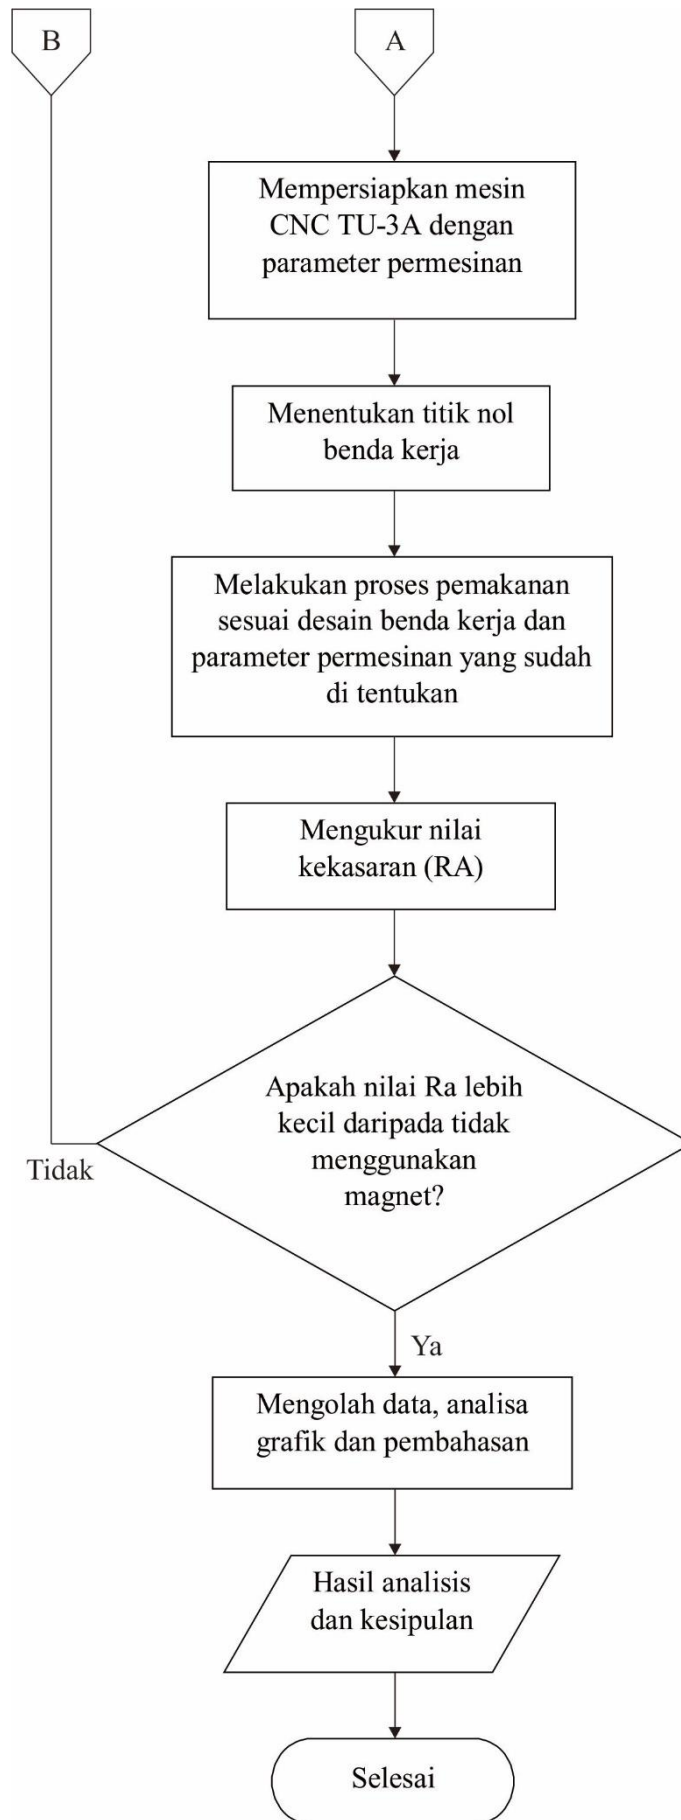 B
A
Mempersiapkan mesin
CNC TU-3A dengan
parameter permesinan
Menentukan titik nol
benda kerja
Melakukan proses pemakanan
sesuai desain benda kerja dan
parameter permesinan yang sudah
di tentukan
Mengukur nilai
kekasaran (RA)
Apakah nilai Ra lebih
kecil daripada tidak
menggunakan
magnet?
Tidak
Ya
Mengolah data, analisa
grafik dan pembahasan
Hasil analisis
dan kesipulan
Selesai